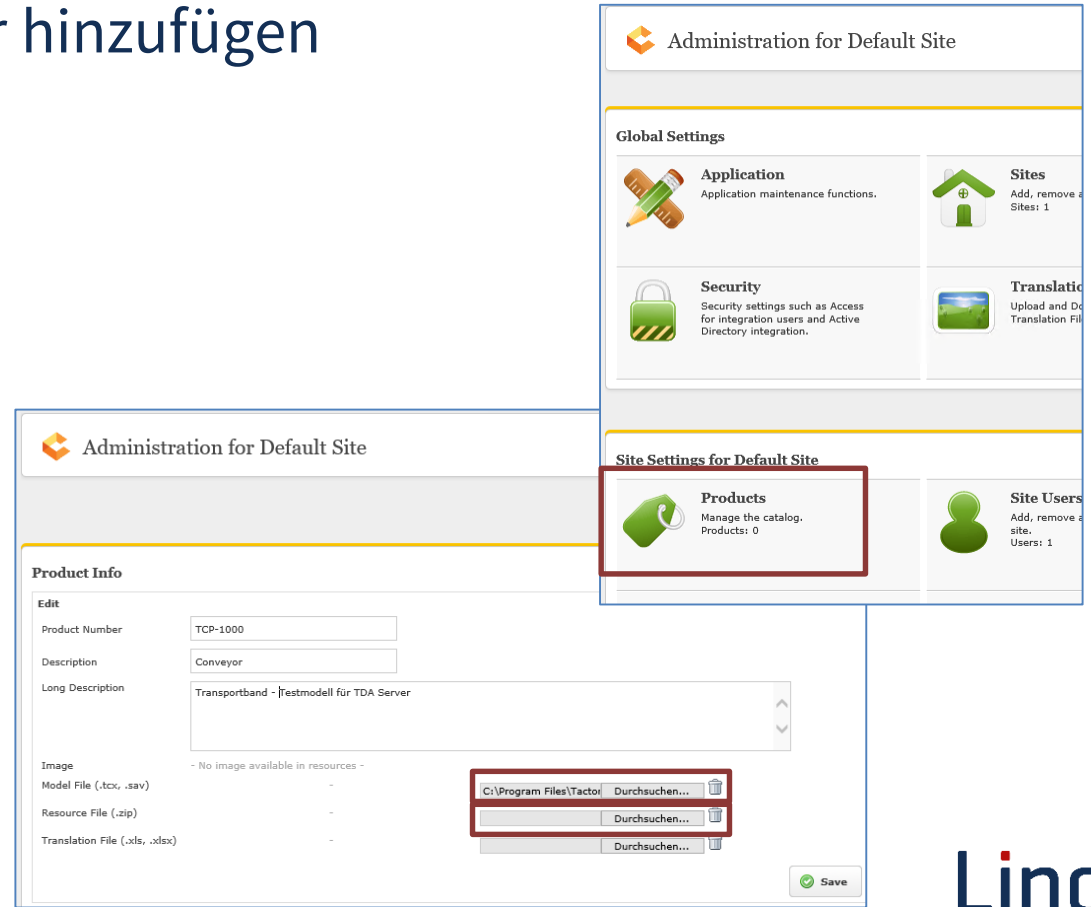 r hinzufügen
Administration for Default Site
Global Settings
Application
Application maintenance functions.
Sites
Add, remove a
Sites: 1
Security
Security settings such as Access
for integration users and Active
Directory integration.
Translatio
Upload and Do
Translation Fil
Site Settings for Default Site
Products
Manage the catalog.
Products: 0
Site Users
Add, remove a
site.
Users: 1
Administration for Default Site
Product Info
Edit
Product Number TCP-1000
Description Conveyor
Long Description Transportband - Testmodell für TDA Server
Image - No image available in resources -
Model File (.tcx, .sav) - C:\Program Files\Tacton Durchsuchen...
Resource File (.zip) - Durchsuchen...
Translation File (.xls, .xlsx) - Durchsuchen...
Save
Linc